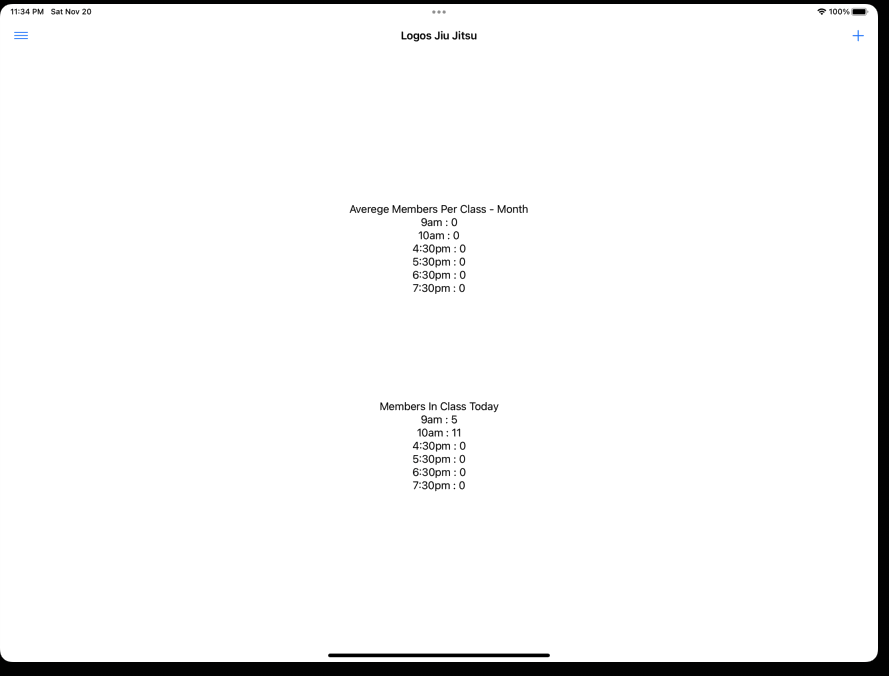 11:34 PM Sat Nov 20
100%
Logos Jiu Jitsu
Averege Members Per Class - Month
9am : 0
10am : 0
4:30pm : 0
5:30pm : 0
6:30pm : 0
7:30pm : 0
Members In Class Today
9am : 5
10am : 11
4:30pm : 0
5:30pm : 0
6:30pm : 0
7:30pm : 0